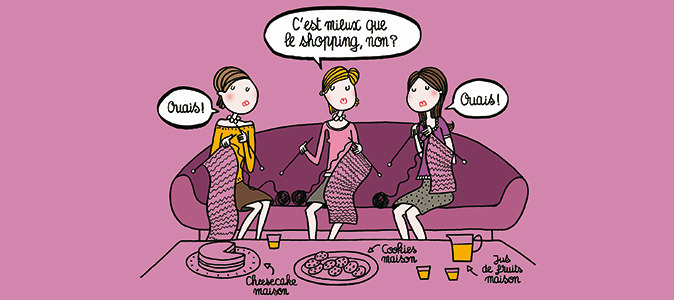 C'est mieux que
le shopping, non?
Ouais!
Ouais!
Cheesecake
maison
Cookies
maison
Jus
de fruits
maison